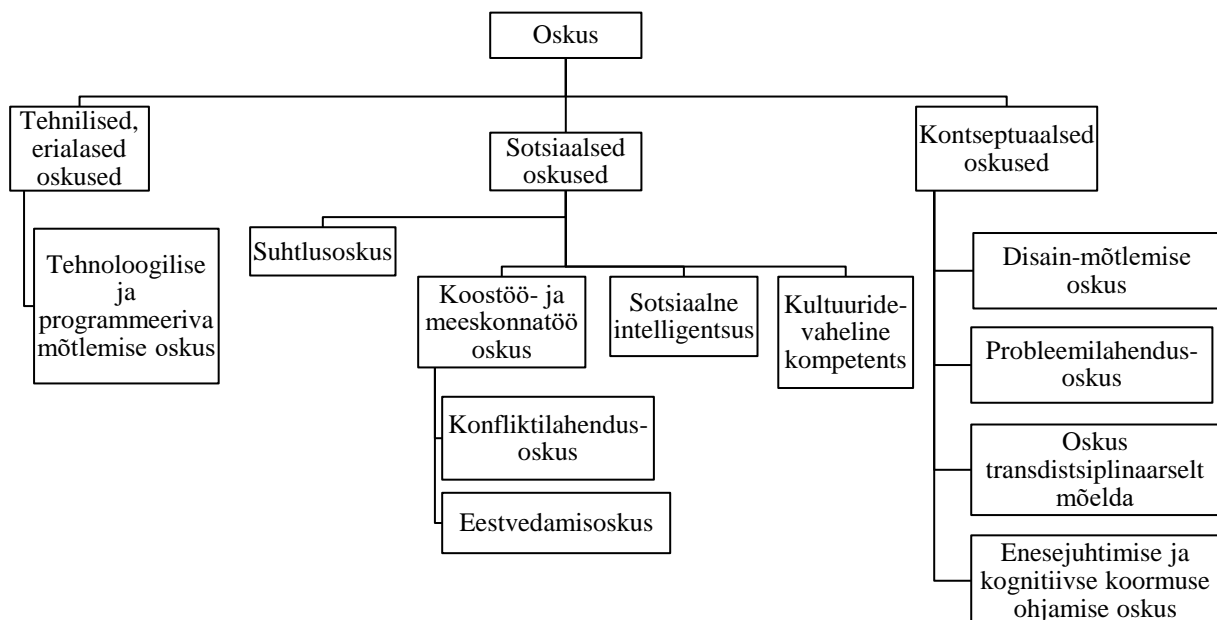 Oskus
Tehnilised,
erialased
oskused
Sotsiaalsed
oskused
Kontseptuaalsed
oskused
Tehnoloogilise
ja
programmeeriva
mõtlemise oskus
Suhtlusoskus
Koostöö- ja
meeskonnatöö
oskus
Sotsiaalne
intelligentsus
Kultuuride-
vaheline
kompetents
Konfliktilahendus-
oskus
Eestvedamisoskus
Disain-mõtlemise
oskus
Probleemilahendus-
oskus
Oskus
transdistsiplinaarselt
mõelda
Enesejuhtimise ja
kognitiivse koormuse
ohjamise oskus